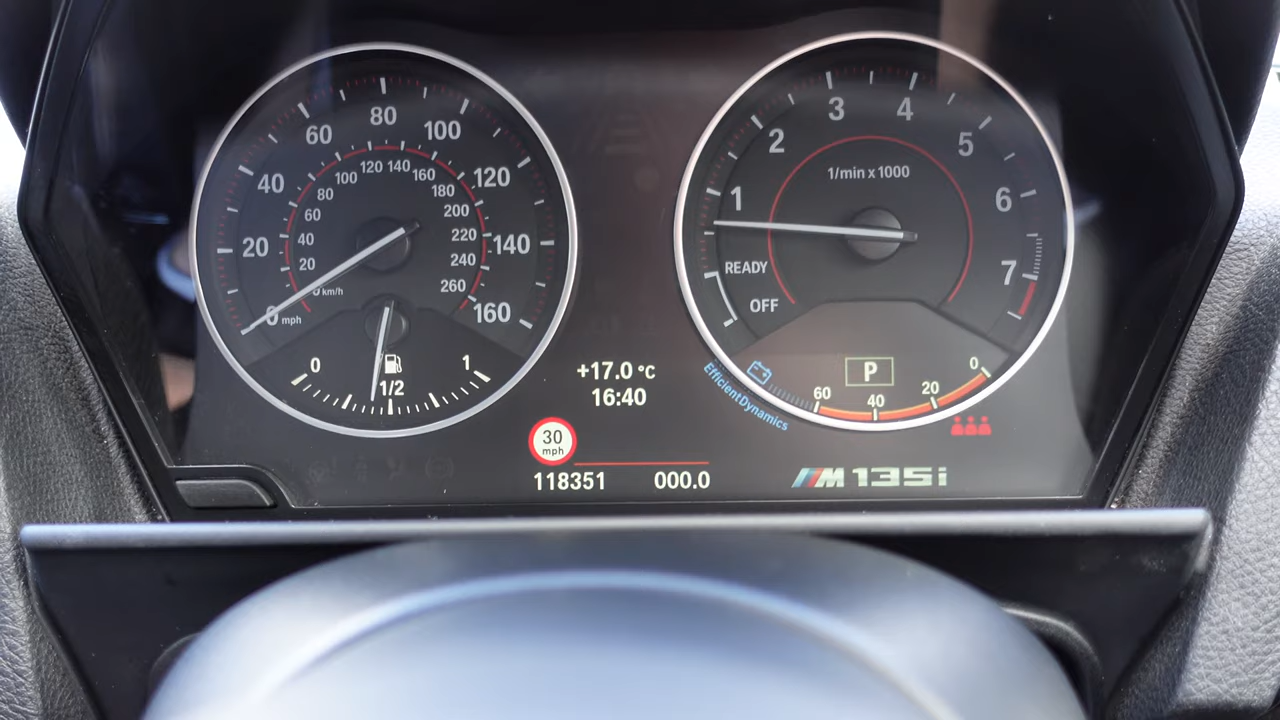 0 20 40 60 80 100 120 140 160
mph
0 20 40 60 80 100 120 140 160 180 200 220 240 260
km/h
0 1/2 1
+17.0 °C
16:40
30
mph
118351 000.0
1 2 3 4 5 6 7
1/min x 1000
READY
OFF
P
60 40 20 0
EfficientDynamics
M135i